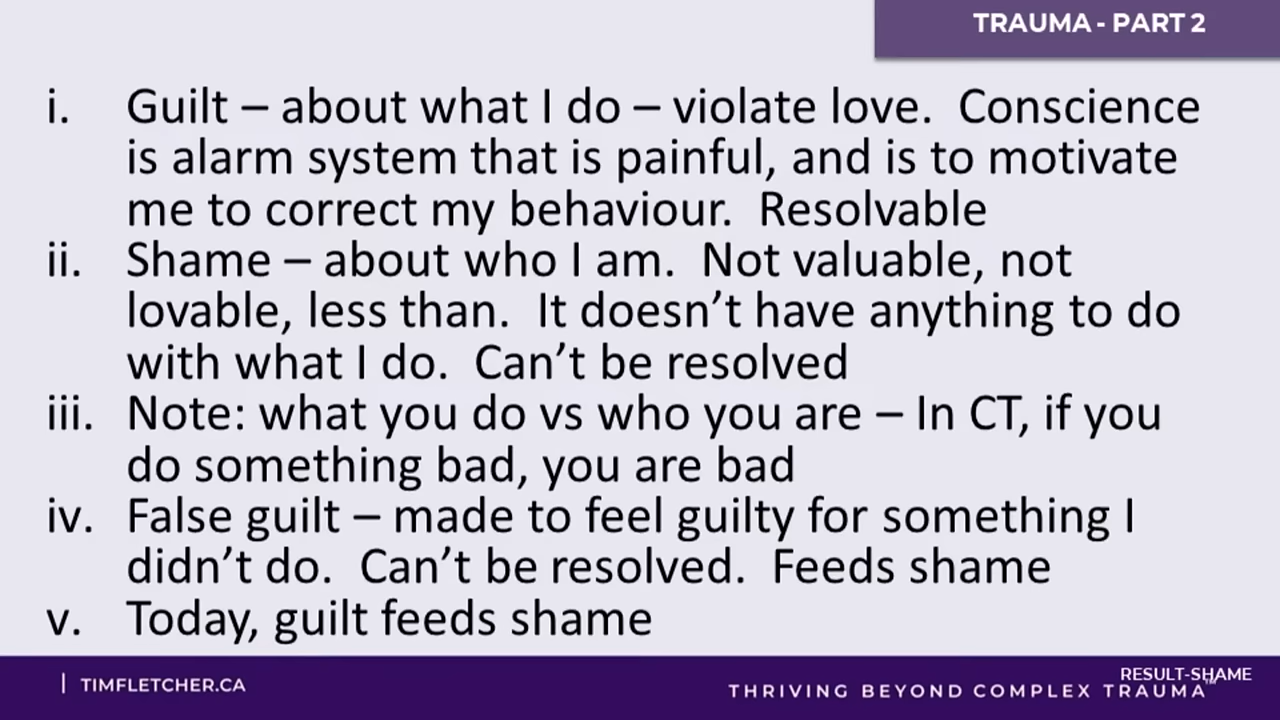 TRAUMA - PART 2
i. Guilt – about what I do – violate love. Conscience
is alarm system that is painful, and is to motivate
me to correct my behaviour. Resolvable
ii. Shame – about who I am. Not valuable, not
lovable, less than. It doesn’t have anything to do
with what I do. Can’t be resolved
iii. Note: what you do vs who you are – In CT, if you
do something bad, you are bad
iv. False guilt – made to feel guilty for something I
didn’t do. Can’t be resolved. Feeds shame
v. Today, guilt feeds shame
| TIMFLETCHER.CA
RESULT-SHAME
THRIVING BEYOND COMPLEX TRAUMA™